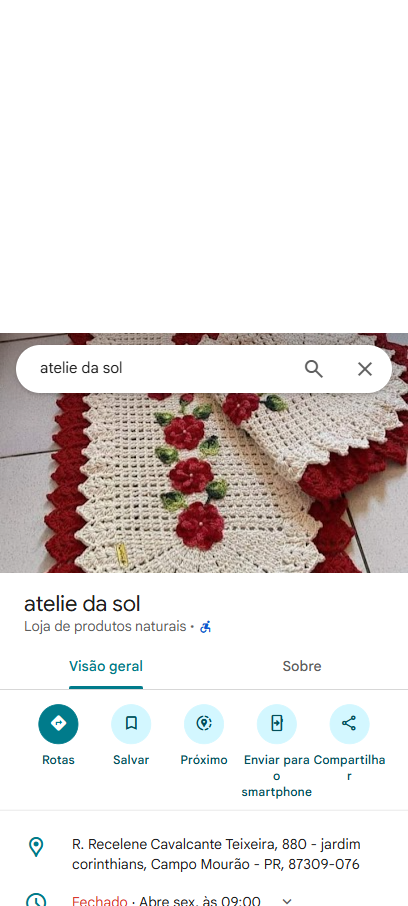 atelie da sol
atelie da sol
Loja de produtos naturais ·
Visão geral
Sobre
Rotas
Salvar
Próximo
Enviar para
o
smartphone
Compartilha
r
R. Recelene Cavalcante Teixeira, 880 - jardim
corinthians, Campo Mourão - PR, 87309-076
Fechado · Abre sex. às 09:00